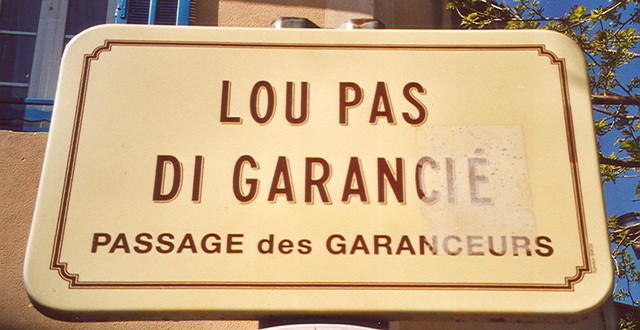 LOU PAS
DI GARANCIÉ
PASSAGE des GARANCEURS